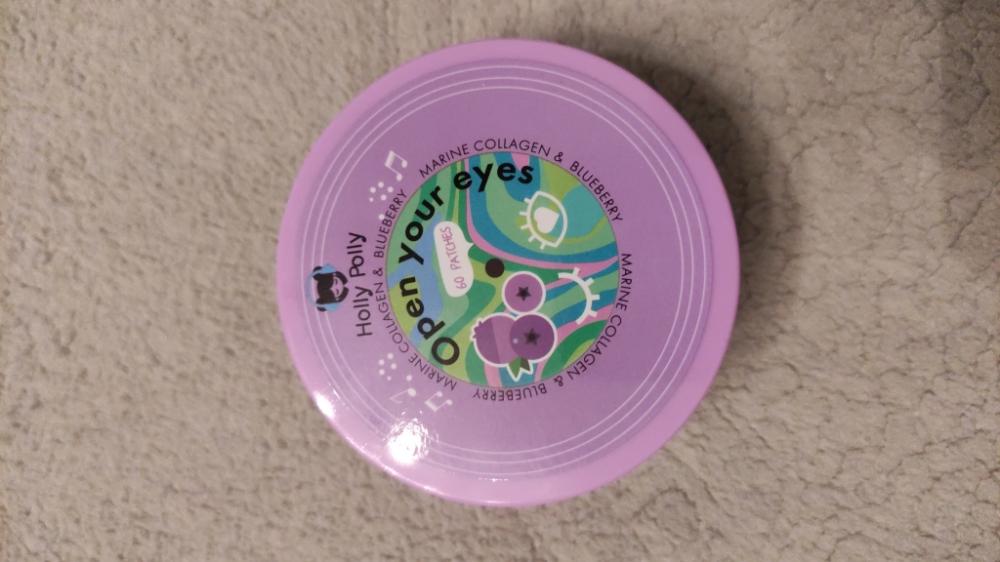 Holly Polly
MARINE COLLAGEN & BLUEBERRY
MARINE COLLAGEN & BLUEBERRY
MARINE COLLAGEN & BLUEBERRY
MARINE COLLAGEN & BLUEBERRY
Open your eyes
60 PATCHES